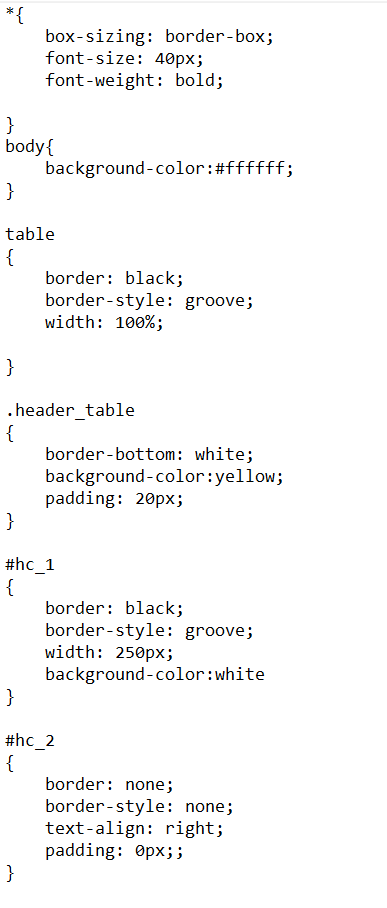 *{
    box-sizing: border-box;
    font-size: 40px;
    font-weight: bold;

}
body{
    background-color:#ffffff;
}

table
{
    border: black;
    border-style: groove;
    width: 100%;

}

.header_table
{
    border-bottom: white;
    background-color:yellow;
    padding: 20px;
}

#hc_1
{
    border: black;
    border-style: groove;
    width: 250px;
    background-color:white
}

#hc_2
{
    border: none;
    border-style: none;
    text-align: right;
    padding: 0px;;
}